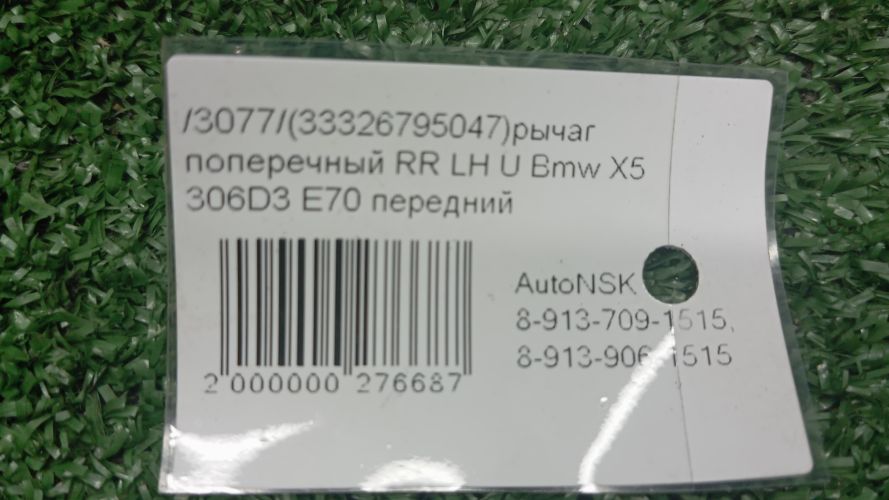 /3077/(33326795047)рычаг
поперечный RR LH U Bmw X5
306D3 E70 передний
AutoNSK
8-913-709-1515,
8-913-906-1515
2 000000 276687